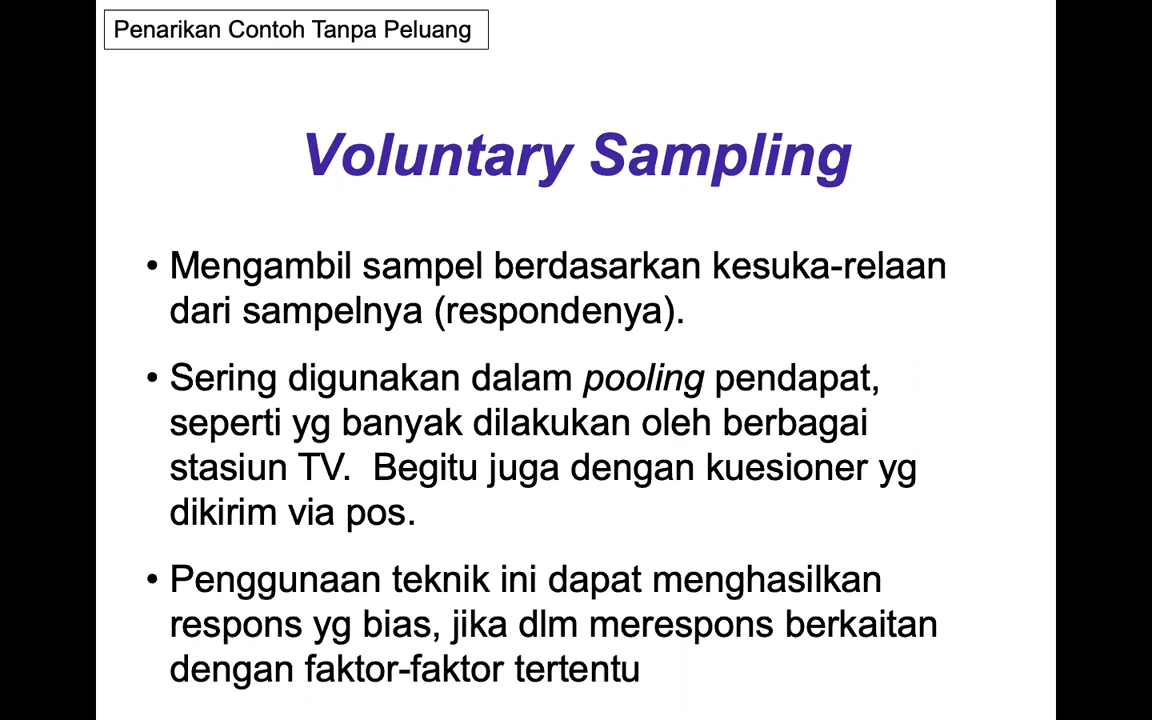 Penarikan Contoh Tanpa Peluang
Voluntary Sampling
• Mengambil sampel berdasarkan kesuka-relaan
dari sampelnya (respondenya).
• Sering digunakan dalam pooling pendapat,
seperti yg banyak dilakukan oleh berbagai
stasiun TV.  Begitu juga dengan kuesioner yg
dikirim via pos.
• Penggunaan teknik ini dapat menghasilkan
respons yg bias, jika dlm merespons berkaitan
dengan faktor-faktor tertentu